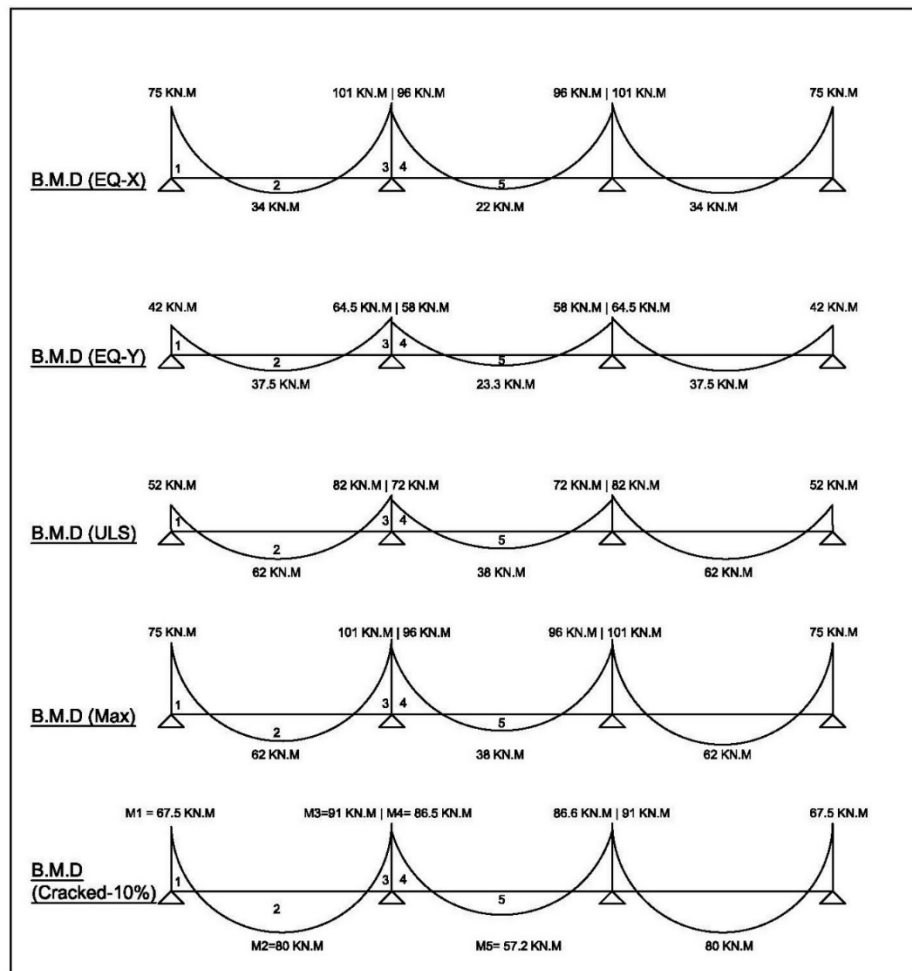 75 KN.M 101 KN.M | 96 KN.M 96 KN.M | 101 KN.M 75 KN.M
1 3 4
B.M.D (EQ-X) 2 5
34 KN.M 22 KN.M 34 KN.M
42 KN.M 64.5 KN.M | 58 KN.M 58 KN.M | 64.5 KN.M 42 KN.M
1 3 4
B.M.D (EQ-Y) 2 5
37.5 KN.M 23.3 KN.M 37.5 KN.M
52 KN.M 82 KN.M | 72 KN.M 72 KN.M | 82 KN.M 52 KN.M
1 3 4
B.M.D (ULS) 2 5
62 KN.M 38 KN.M 62 KN.M
75 KN.M 101 KN.M | 96 KN.M 96 KN.M | 101 KN.M 75 KN.M
1 3 4
B.M.D (Max) 2 5
62 KN.M 38 KN.M 62 KN.M
M1 = 67.5 KN.M M3=91 KN.M | M4= 86.5 KN.M 86.6 KN.M | 91 KN.M 67.5 KN.M
B.M.D 1 3 4
(Cracked-10%) 2 5
M2=80 KN.M M5= 57.2 KN.M 80 KN.M